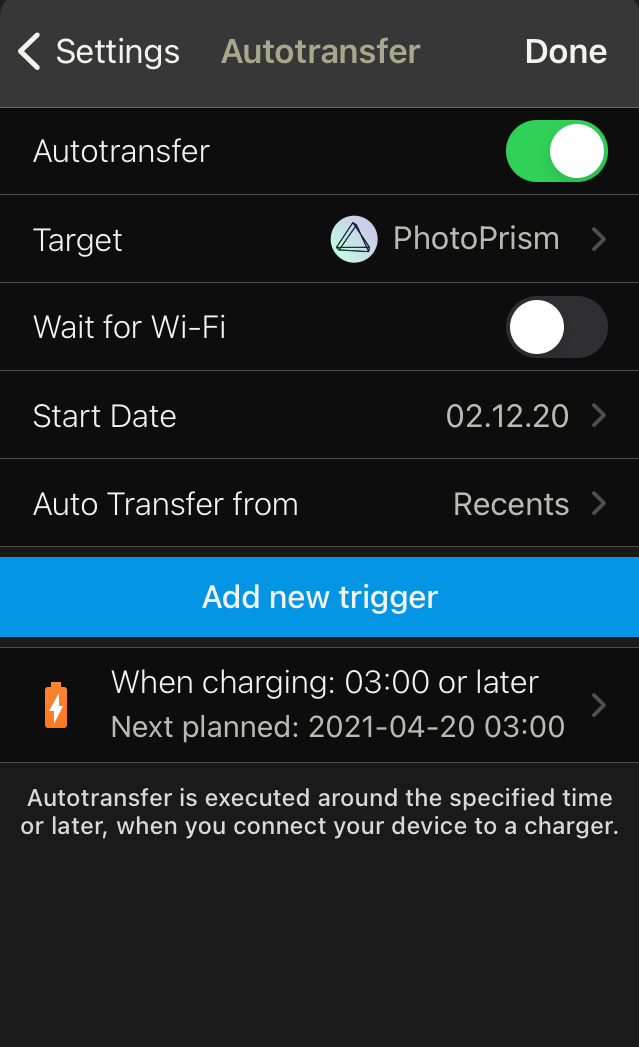 Settings Autotransfer Done
Autotransfer
Target PhotoPrism
Wait for Wi-Fi
Start Date 02.12.20
Auto Transfer from Recents
Add new trigger
When charging: 03:00 or later
Next planned: 2021-04-20 03:00
Autotransfer is executed around the specified time
or later, when you connect your device to a charger.